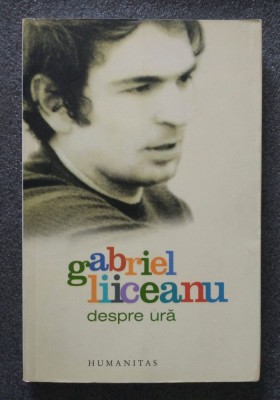 gabriel
liiceanu
despre ură
HUMANITAS